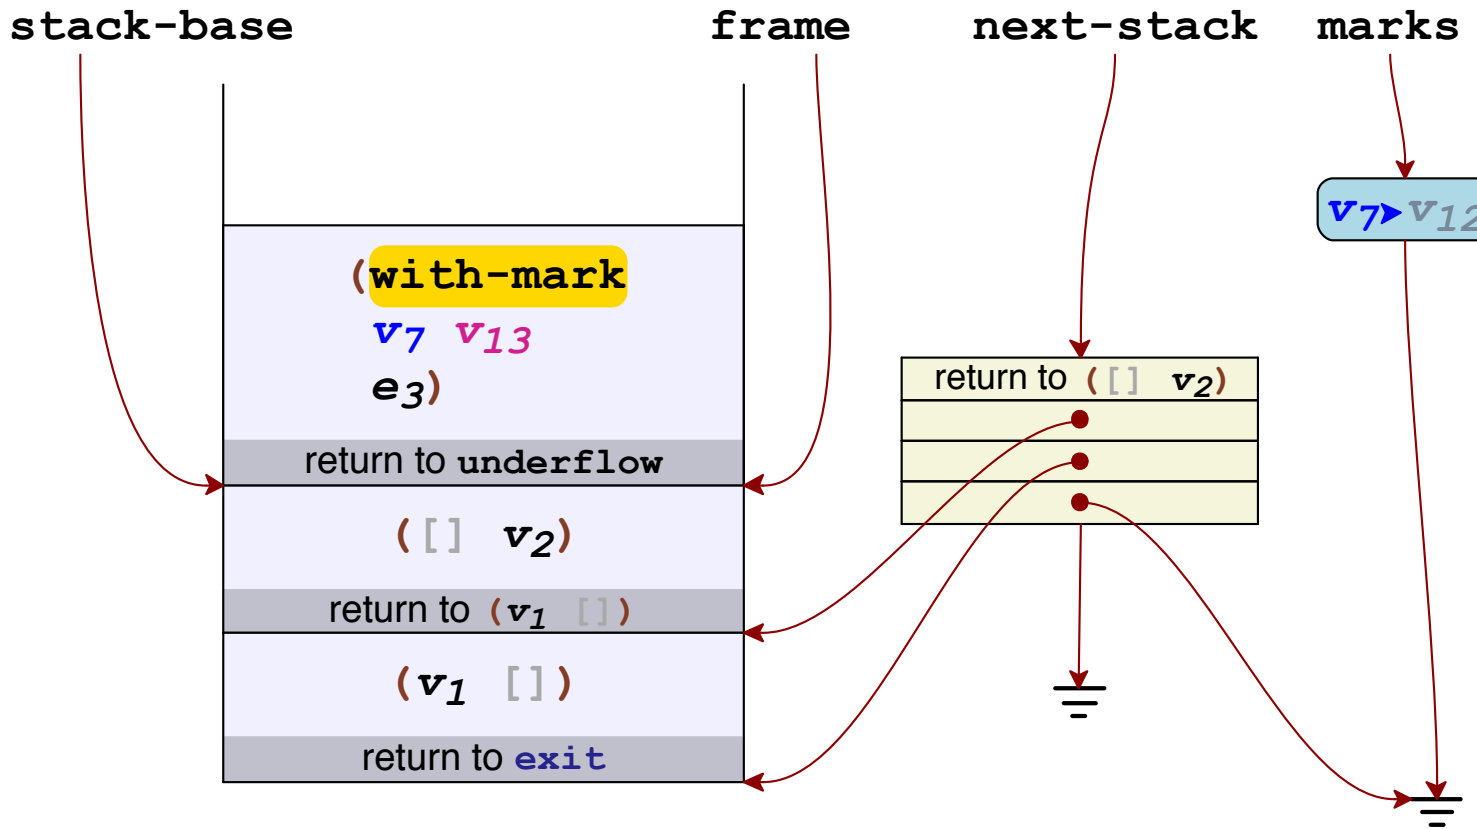 stack-base frame next-stack marks
v7 v12
(with-mark
v7 v13
e3)
return to underflow
([] v2)
return to (v1 [])
(v1 [])
return to exit
return to ([] v2)